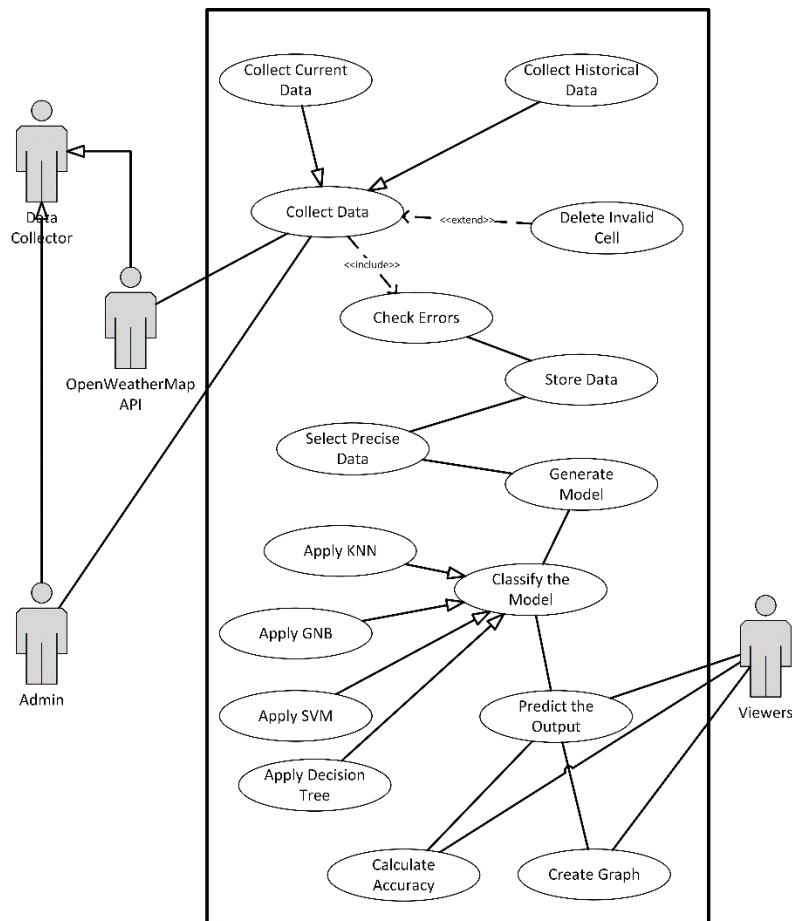 Collect Current
Data
Collect Historical
Data
Data
Collector
Collect Data
<<extend>>
Delete Invalid
Cell
<<include>>
Check Errors
OpenWeatherMap
API
Store Data
Select Precise
Data
Generate
Model
Apply KNN
Classify the
Model
Apply GNB
Admin
Apply SVM
Predict the
Output
Viewers
Apply Decision
Tree
Calculate
Accuracy
Create Graph